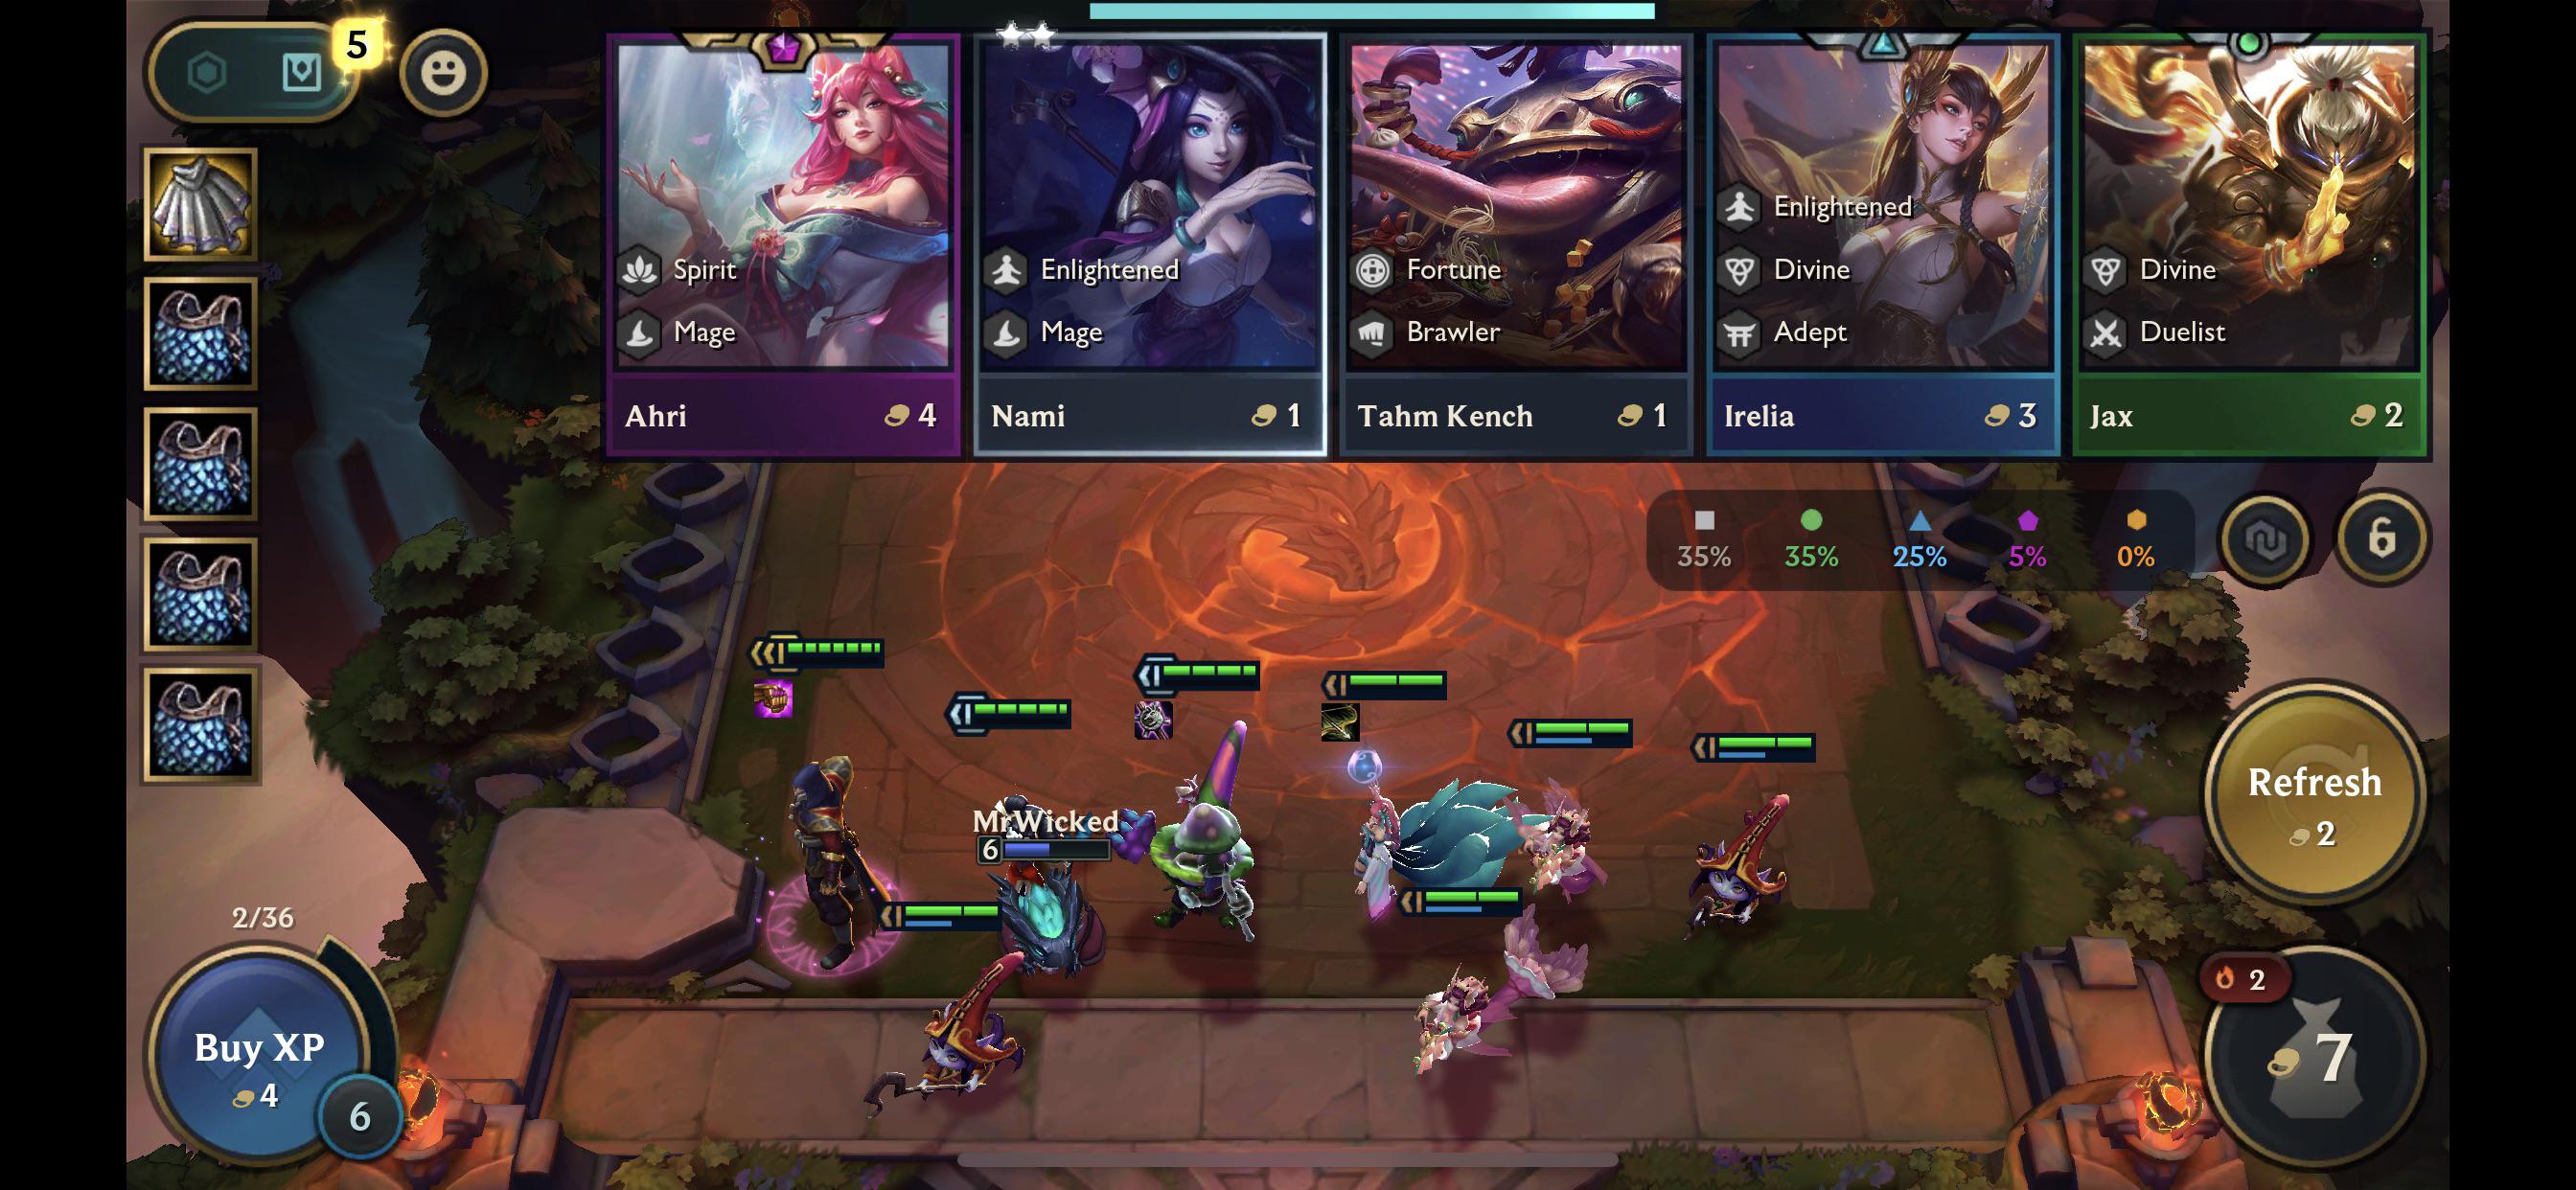 5
Spirit
Mage
Ahri
4
Enlightened
Mage
Nami
1
Fortune
Brawler
Tahm Kench
1
Enlightened
Divine
Adept
Irelia
3
Divine
Duelist
Jax
2
35%
35%
25%
5%
0%
MrWicked
6
Refresh
2
2/36
Buy XP
4
6
2
7